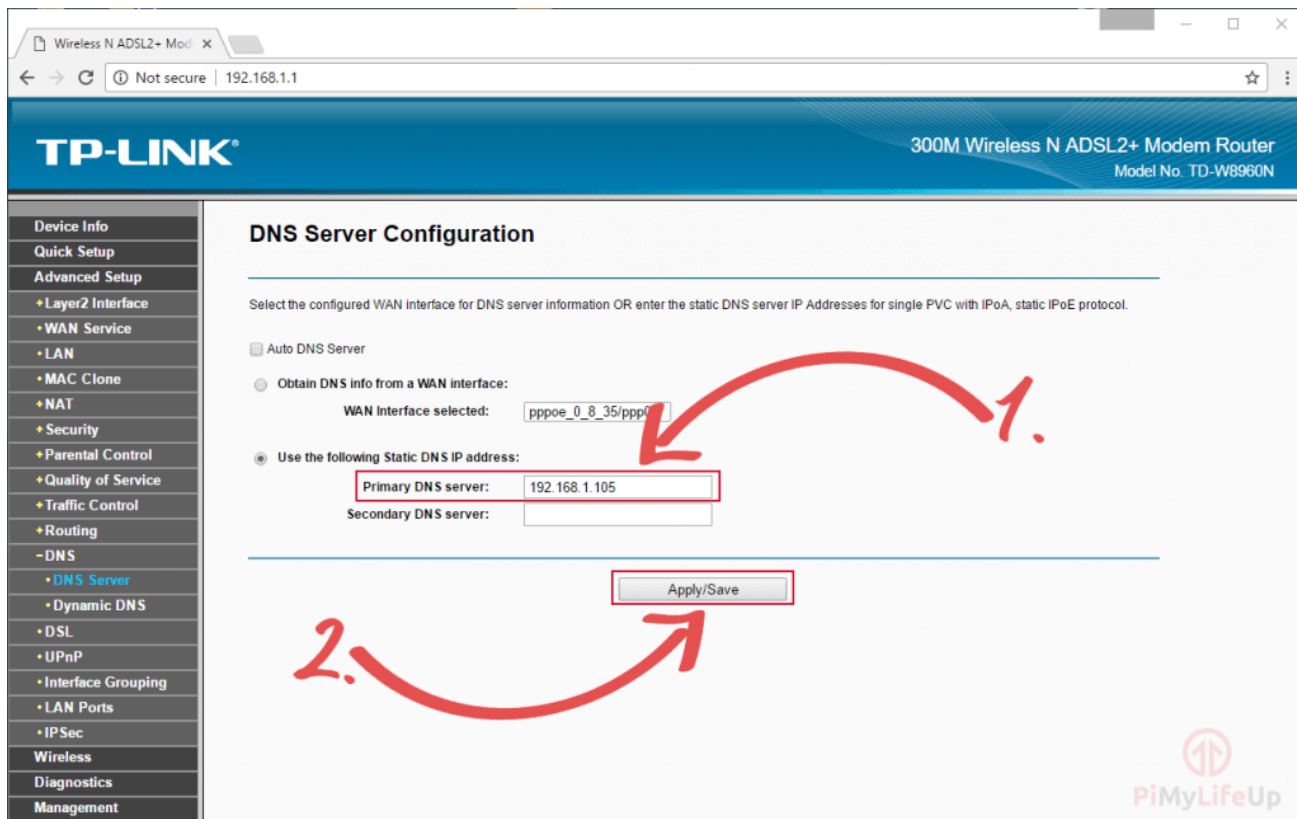 Wireless N ADSL2+ Mod
Not secure | 192.168.1.1
TP-LINK®
300M Wireless N ADSL2+ Modem Router
Model No. TD-W8960N
Device Info
Quick Setup
Advanced Setup
+Layer2 Interface
•WAN Service
•LAN
•MAC Clone
+NAT
+Security
+Parental Control
+Quality of Service
+Traffic Control
+Routing
-DNS
•DNS Server
•Dynamic DNS
•DSL
•UPnP
•Interface Grouping
•LAN Ports
•IPSec
Wireless
Diagnostics
Management
DNS Server Configuration
Select the configured WAN interface for DNS server information OR enter the static DNS server IP Addresses for single PVC with IPoA, static IPoE protocol.
Auto DNS Server
Obtain DNS info from a WAN interface:
WAN Interface selected: pppoe_0_8_35/ppp0
1.
Use the following Static DNS IP address:
Primary DNS server: 192.168.1.105
Secondary DNS server:
Apply/Save
2.
PiMyLifeUp